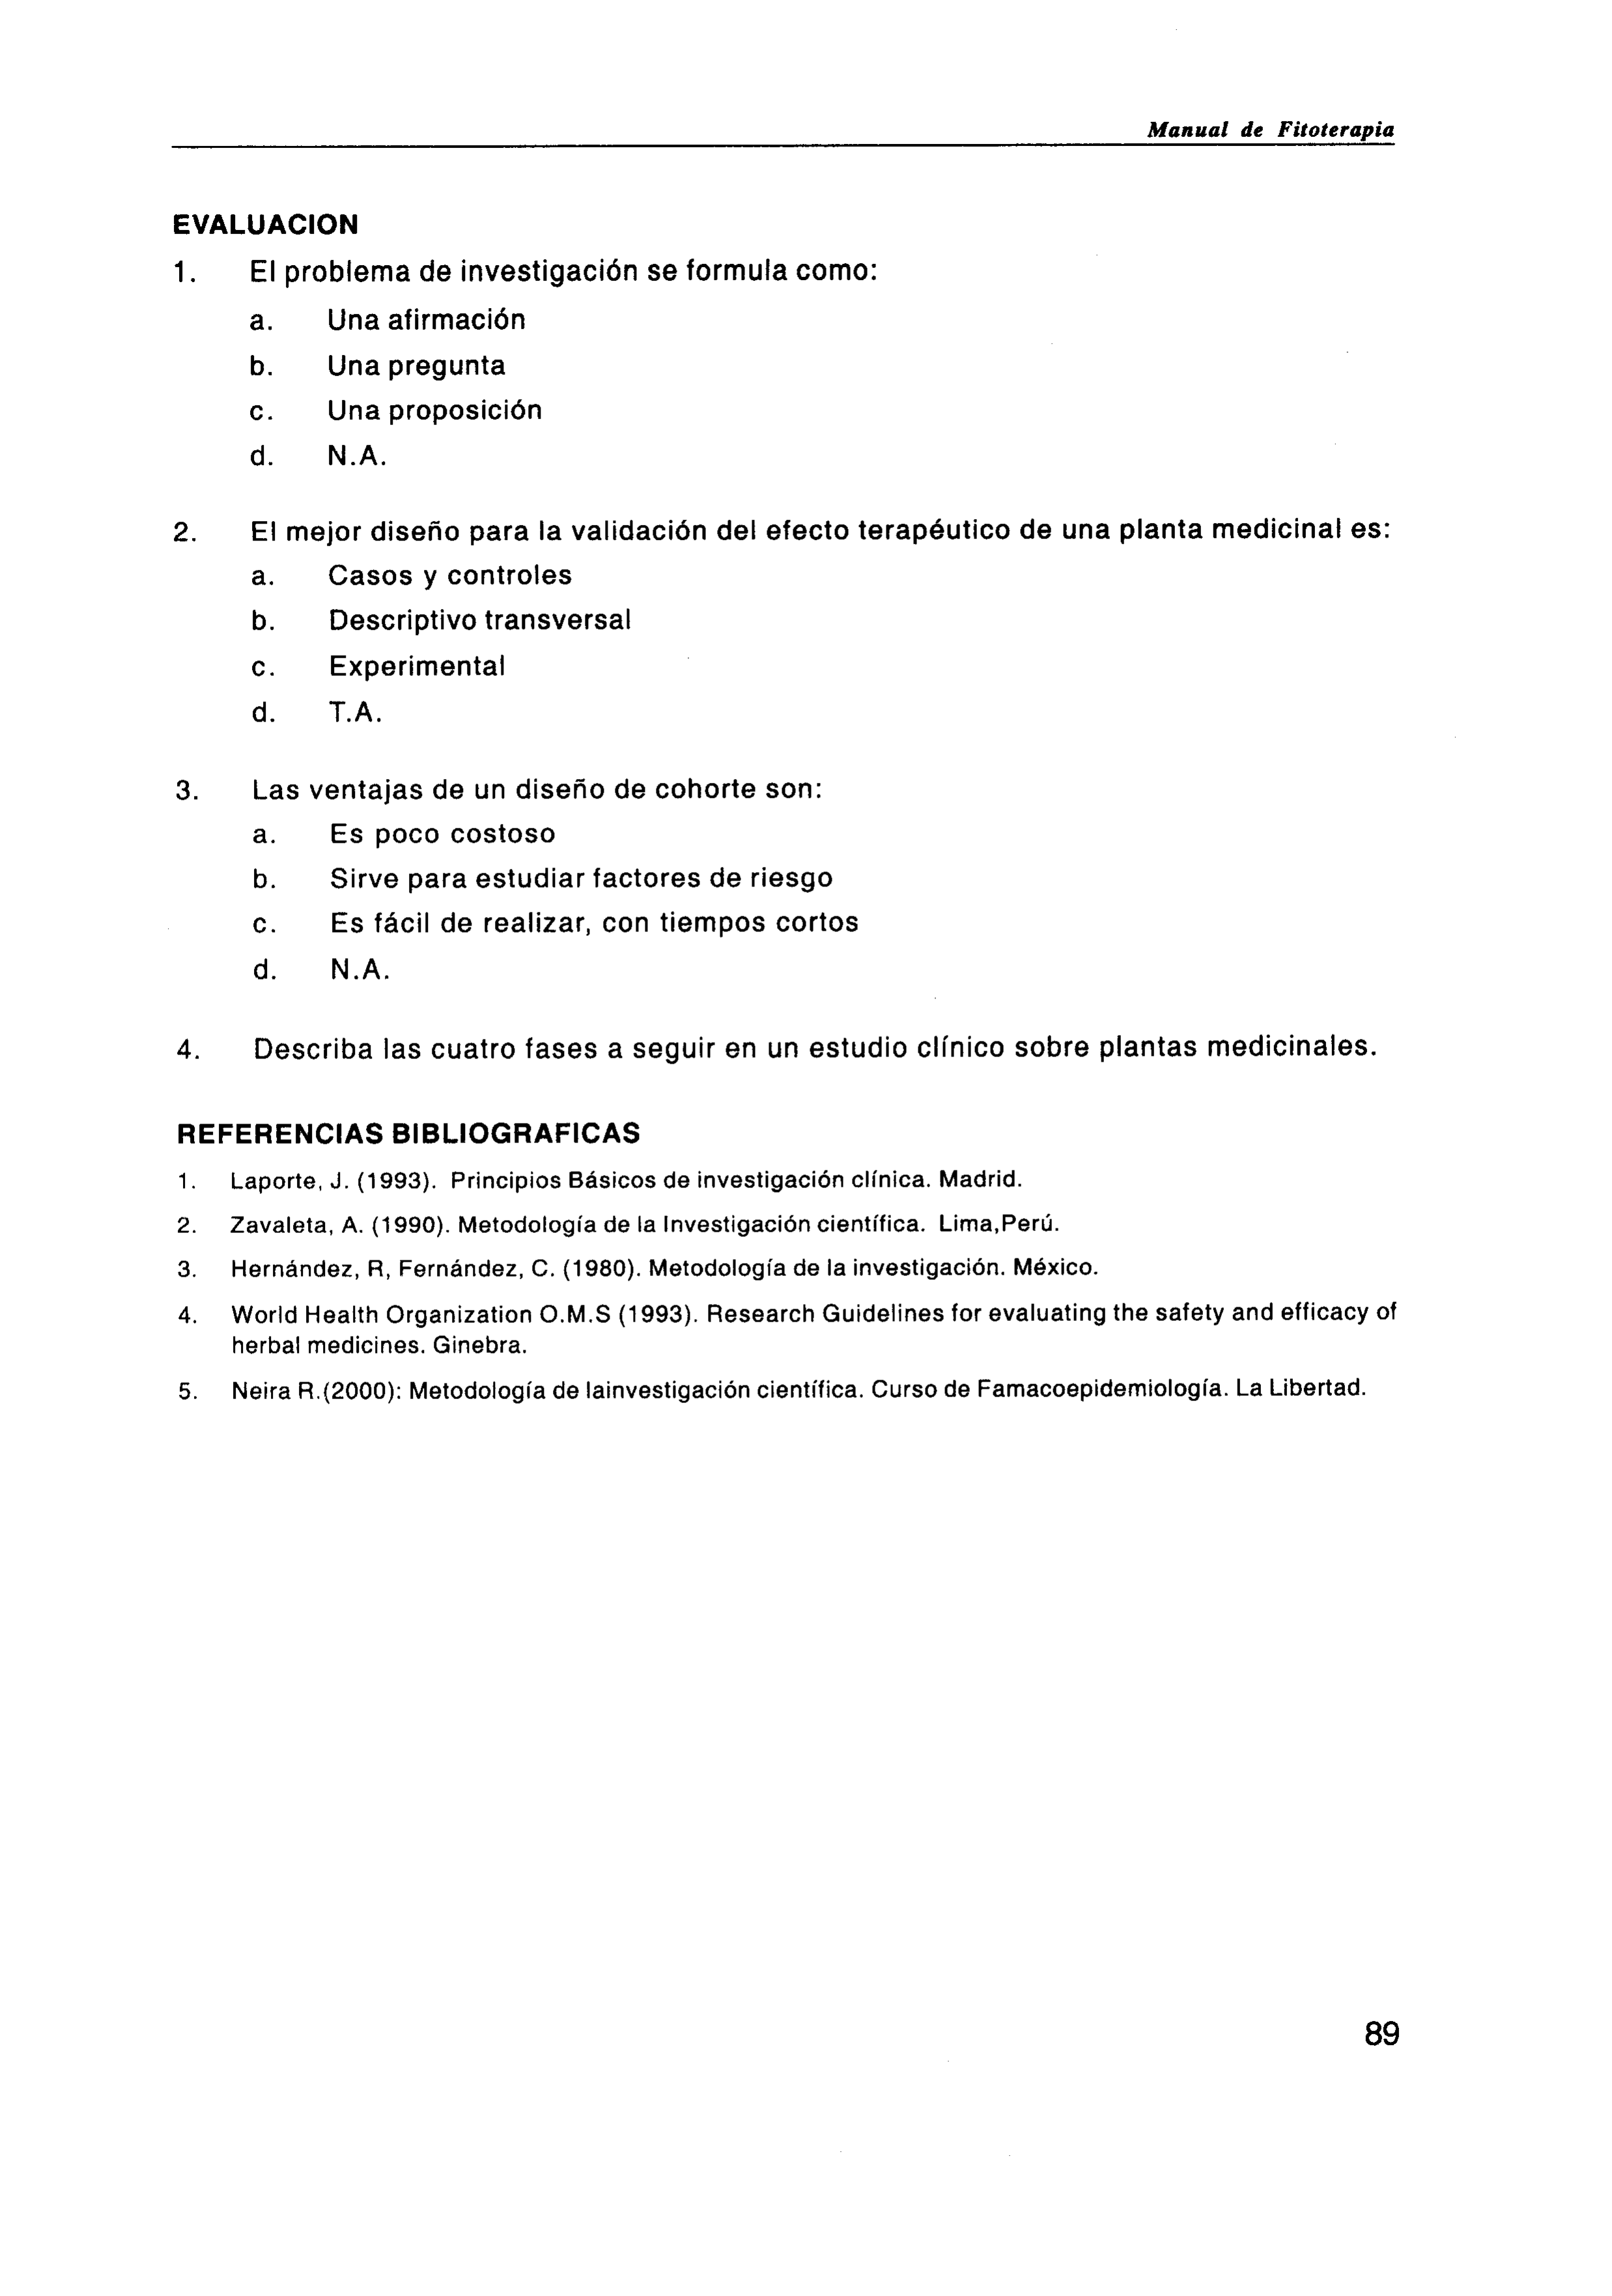 Manual de Fitoterapia
EVALUACION
1. El problema de investigación se formula como:
a. Una afirmación
b. Una pregunta
c. Una proposición
d. N.A.
2. El mejor diseño para la validación del efecto terapéutico de una planta medicinal es:
a. Casos y controles
b. Descriptivo transversal
c. Experimental
d. T.A.
3. Las ventajas de un diseño de cohorte son:
a. Es poco costoso
b. Sirve para estudiar factores de riesgo
c. Es fácil de realizar, con tiempos cortos
d. N.A.
4. Describa las cuatro fases a seguir en un estudio clínico sobre plantas medicinales.
REFERENCIAS BIBLIOGRAFICAS
1. Laporte, J. (1993). Principios Básicos de investigación clínica. Madrid.
2. Zavaleta, A. (1990). Metodología de la Investigación científica. Lima,Perú.
3. Hernández, R, Fernández, C. (1980). Metodología de la investigación. México.
4. World Health Organization O.M.S (1993). Research Guidelines for evaluating the safety and efficacy of
herbal medicines. Ginebra.
5. Neira R.(2000): Metodología de lainvestigación científica. Curso de Famacoepidemiología. La Libertad.
89